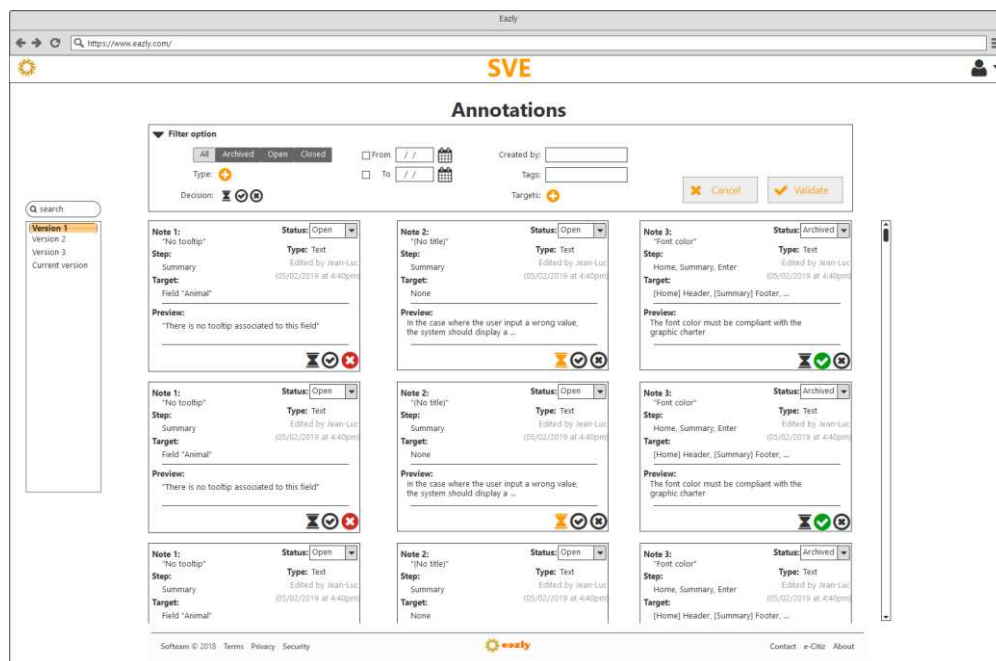 Eazly
https://www.eazly.com/
SVE
Annotations
Filter option
All Archived Open Closed
From / /
Created by:
Type:
To / /
Tags:
Decision:
Targets:
Cancel
Validate
search
Version 1
Version 2
Version 3
Current version
Note 1: Status: Open
"No tooltip"
Step: Type: Text
Edited by Jean-Luc
Summary
(05/02/2019 at 4:40pm)
Target:
Field "Animal"
Preview:
"There is no tooltip associated to this field"
Note 2: Status: Open
"(No title)"
Step: Type: Text
Edited by Jean-Luc
Summary
(05/02/2019 at 4:40pm)
Target:
None
Preview:
In the case where the user input a wrong value,
the system should display a ...
Note 3: Status: Archived
"Font color"
Step: Type: Text
Edited by Jean-Luc
Home, Summary, Enter
(05/02/2019 at 4:40pm)
Target:
[Home] Header, [Summary] Footer, ...
Preview:
The font color must be compliant with the
graphic charter
Note 1: Status: Open
"No tooltip"
Step: Type: Text
Edited by Jean-Luc
Summary
(05/02/2019 at 4:40pm)
Target:
Field "Animal"
Preview:
"There is no tooltip associated to this field"
Note 2: Status: Open
"(No title)"
Step: Type: Text
Edited by Jean-Luc
Summary
(05/02/2019 at 4:40pm)
Target:
None
Preview:
In the case where the user input a wrong value,
the system should display a ...
Note 3: Status: Archived
"Font color"
Step: Type: Text
Edited by Jean-Luc
Home, Summary, Enter
(05/02/2019 at 4:40pm)
Target:
[Home] Header, [Summary] Footer, ...
Preview:
The font color must be compliant with the
graphic charter
Note 1: Status: Open
"No tooltip"
Step: Type: Text
Edited by Jean-Luc
Summary
(05/02/2019 at 4:40pm)
Target:
Field "Animal"
Note 2: Status: Open
"(No title)"
Step: Type: Text
Edited by Jean-Luc
Summary
(05/02/2019 at 4:40pm)
Target:
None
Note 3: Status: Archived
"Font color"
Step: Type: Text
Edited by Jean-Luc
Home, Summary, Enter
(05/02/2019 at 4:40pm)
Target:
[Home] Header, [Summary] Footer, ...
Softeam © 2018 Terms Privacy Security
eazly
Contact e-Citiz About